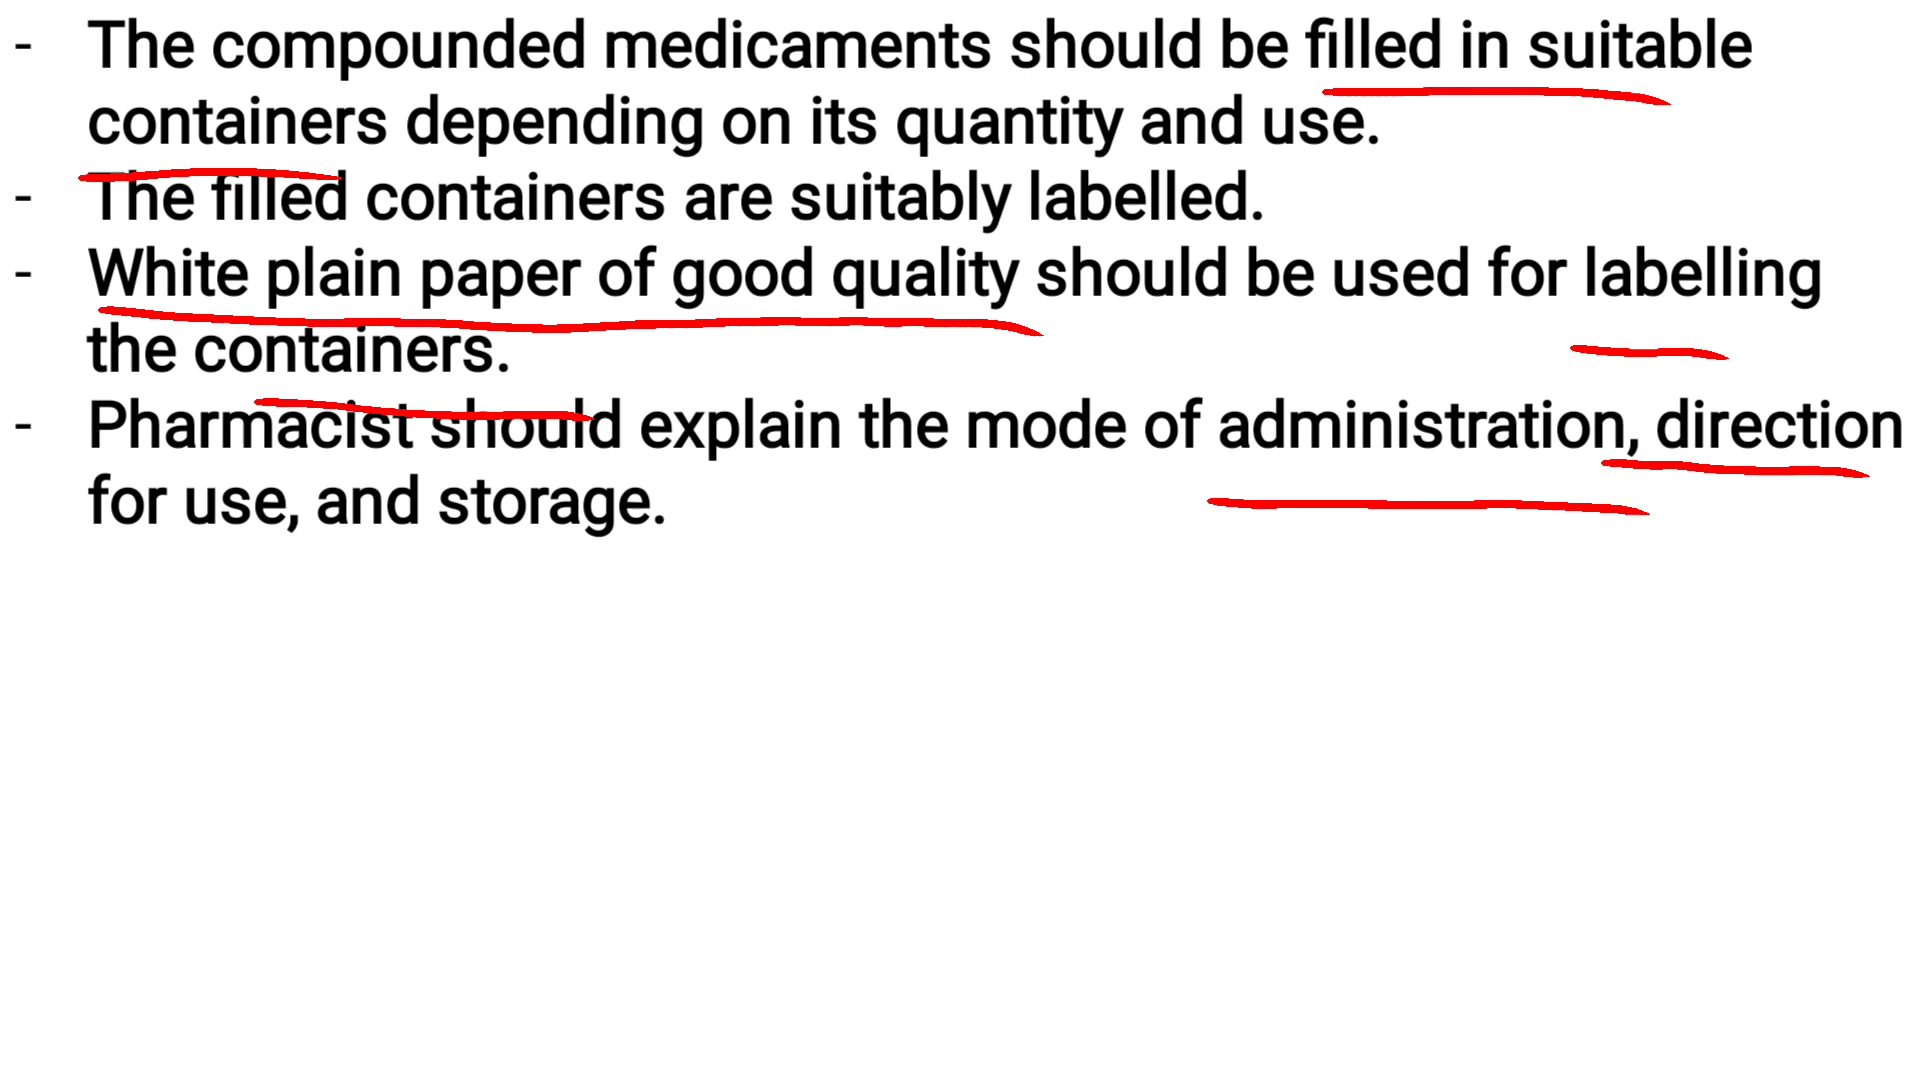 - The compounded medicaments should be filled in suitable
containers depending on its quantity and use.
- The filled containers are suitably labelled.
- White plain paper of good quality should be used for labelling
the containers.
- Pharmacist should explain the mode of administration, direction
for use, and storage.